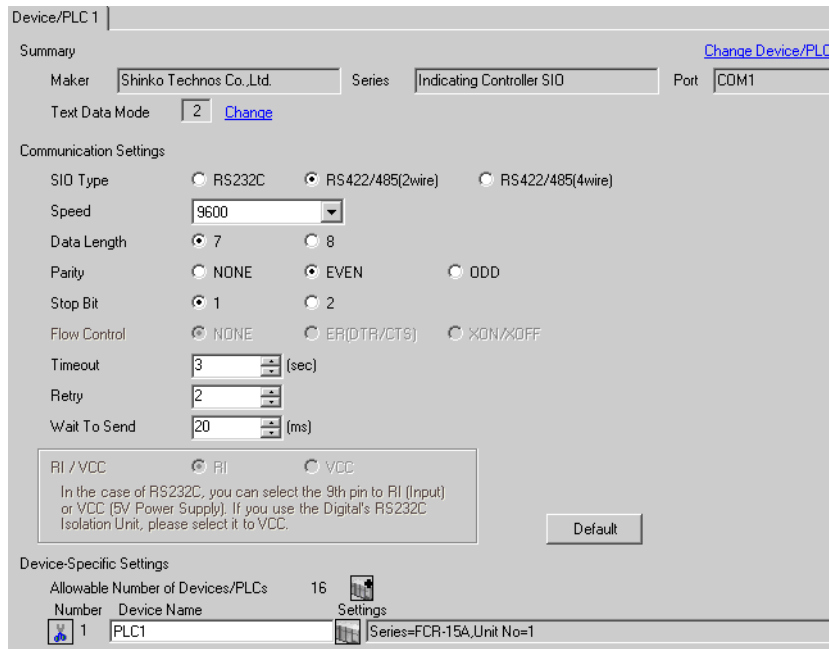 Device/PLC 1
Summary Change Device/PLC
Maker Shinko Technos Co.,Ltd. Series Indicating Controller SIO Port COM1
Text Data Mode 2 Change
Communication Settings
SIO Type RS232C RS422/485(2wire) RS422/485(4wire)
Speed 9600
Data Length 7 8
Parity NONE EVEN ODD
Stop Bit 1 2
Flow Control NONE ER(DTR/CTS) XON/XOFF
Timeout 3 (sec)
Retry 2
Wait To Send 20 (ms)
RI / VCC RI VCC
In the case of RS232C, you can select the 9th pin to RI (Input)
or VCC (5V Power Supply). If you use the Digital's RS232C
Isolation Unit, please select it to VCC.
Default
Device-Specific Settings
Allowable Number of Devices/PLCs 16
Number Device Name Settings
1 PLC1 Series=FCR-15A,Unit No=1